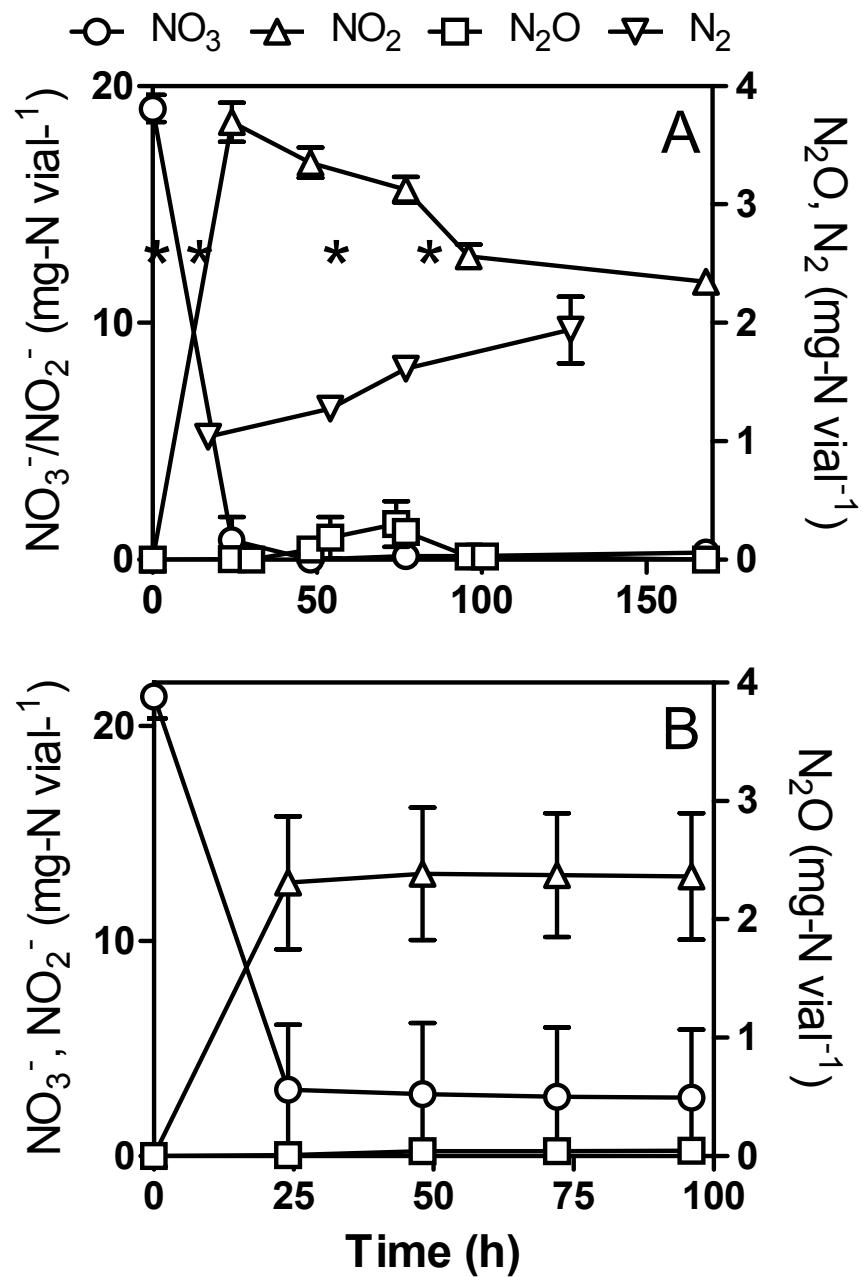 NO₃ NO₂ N₂O N₂
A
NO₃⁻/NO₂⁻ (mg-N vial-¹)
20
10
0
4
3
2
1
0
N₂O, N₂ (mg-N vial⁻¹)
* * * *
0 50 100 150
B
NO₃⁻, NO₂⁻ (mg-N vial-¹)
20
10
0
4
3
2
1
0
N₂O (mg-N vial⁻¹)
0 25 50 75 100
Time (h)